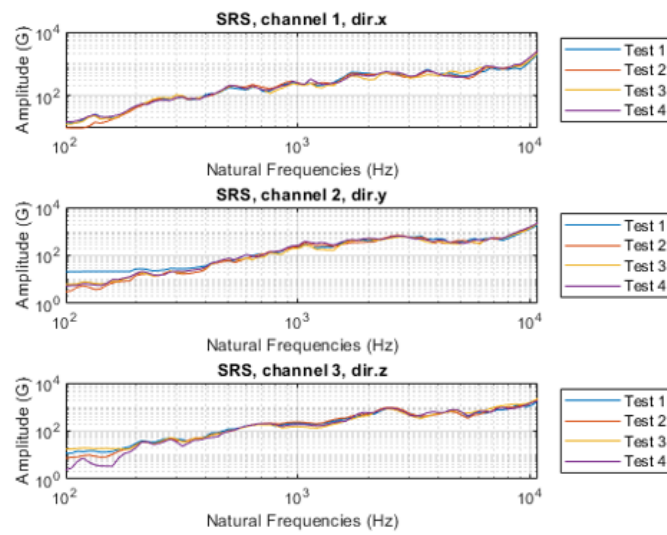 SRS, channel 1, dir.x
10^4
10^2
Amplitude (G)
10^2
10^3
10^4
Natural Frequencies (Hz)
Test 1
Test 2
Test 3
Test 4
SRS, channel 2, dir.y
10^4
10^2
10^0
Amplitude (G)
10^2
10^3
10^4
Natural Frequencies (Hz)
Test 1
Test 2
Test 3
Test 4
SRS, channel 3, dir.z
10^4
10^2
10^0
Amplitude (G)
10^2
10^3
10^4
Natural Frequencies (Hz)
Test 1
Test 2
Test 3
Test 4